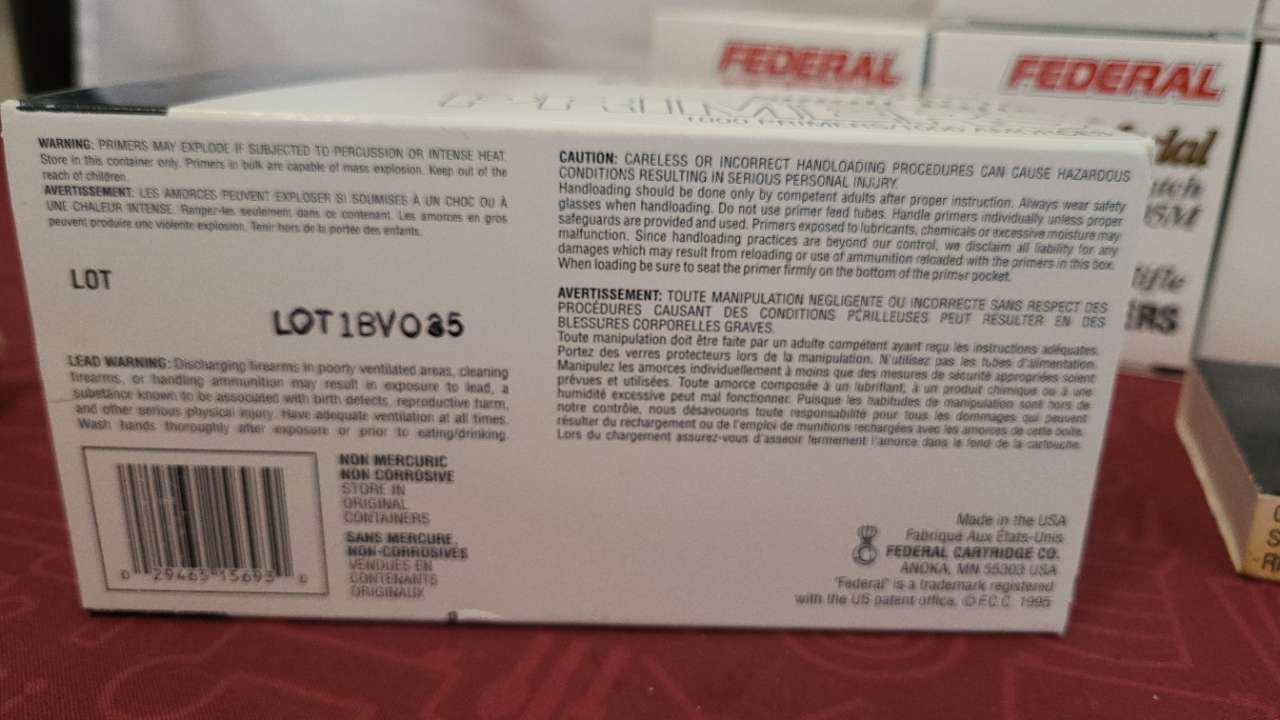 FEDERAL
FEDERAL
1000 PRIMERS/1000
WARNING: PRIMERS MAY EXPLODE IF SUBJECTED TO PERCUSSION OR INTENSE HEAT.
Store in this container only. Primers in bulk are capable of mass explosion. Keep out of the
reach of children.
AVERTISSEMENT: LES AMORCES PEUVENT EXPLOSER SI SOUMISES À UN CHOC OU À
UNE CHALEUR INTENSE. Ranger-les seulement dans ce contenant. Les amorces en gros
peuvent produire une violente explosion. Tenir hors de la portée des enfants.
LOT
LOT 18V035
LEAD WARNING: Discharging firearms in poorly ventilated areas, cleaning
firearms, or handling ammunition may result in exposure to lead, a
substance known to be associated with birth defects, reproductive harm,
and other serious physical injury. Have adequate ventilation at all times.
Wash hands thoroughly after exposure or prior to eating/drinking.
0 29465 15693 0
NON MERCURIC
NON CORROSIVE
STORE IN
ORIGINAL
CONTAINERS
SANS MERCURE,
NON-CORROSIVES
VENDUES EN
CONTENANTS
ORIGINAUX
CAUTION: CARELESS OR INCORRECT HANDLOADING PROCEDURES CAN CAUSE HAZARDOUS
CONDITIONS RESULTING IN SERIOUS PERSONAL INJURY.
Handloading should be done only by competent adults after proper instruction. Always wear safety
glasses when handloading. Do not use primer feed tubes. Handle primers individually unless proper
safeguards are provided and used. Primers exposed to lubricants, chemicals or excessive moisture may
malfunction. Since handloading practices are beyond our control, we disclaim all liability for any
damages which may result from reloading or use of ammunition reloaded with the primers in this box.
When loading be sure to seat the primer firmly on the bottom of the primer pocket.
AVERTISSEMENT: TOUTE MANIPULATION NEGLIGENTE OU INCORRECTE SANS RESPECT DES
PROCÉDURES CAUSANT DES CONDITIONS PÉRILLEUSES PEUT RÉSULTER EN DES
BLESSURES CORPORELLES GRAVES.
Toute manipulation doit être faite par un adulte compétent ayant reçu les instructions adéquates.
Portez des verres protecteurs lors de la manipulation. N'utilisez pas les tubes d'alimentation.
Manipulez les amorces individuellement à moins que des mesures de sécurité appropriées soient
prévues et utilisées. Toute amorce composée à un lubrifiant, à un produit chimique ou à une
humidité excessive peut mal fonctionner. Puisque les habitudes de manipulation sont hors de
notre contrôle, nous désavouons toute responsabilité pour tous les dommages qui peuvent
résulter du rechargement ou de l'emploi de munitions rechargées avec les amorces de cette boîte.
Lors du chargement assurez-vous d'asseoir fermement l'amorce dans le fond de la cartouche.
Made in the USA
Fabriqué Aux États-Unis
FEDERAL CARTRIDGE CO.
ANOKA, MN 55303 USA
"Federal" is a trademark registered
with the US patent office. © F.C.C. 1995